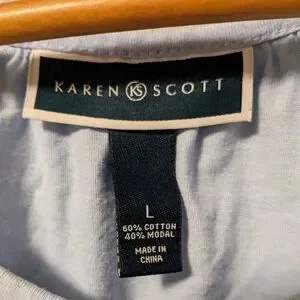 KAREN KS SCOTT
L
60% COTTON
40% MODAL
MADE IN
CHINA